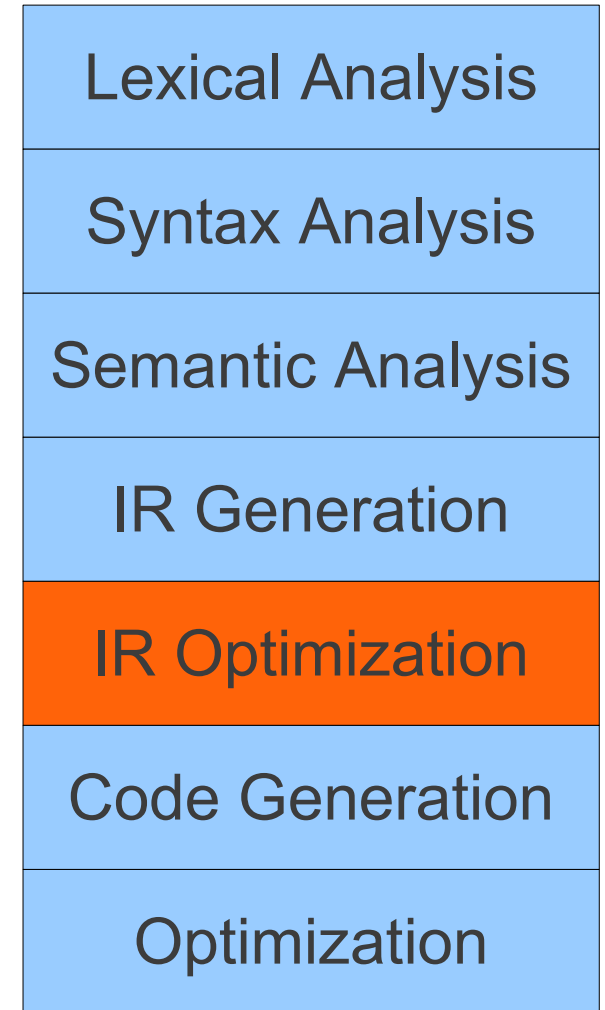 Lexical Analysis
Syntax Analysis
Semantic Analysis
IR Generation
IR Optimization
Code Generation
Optimization